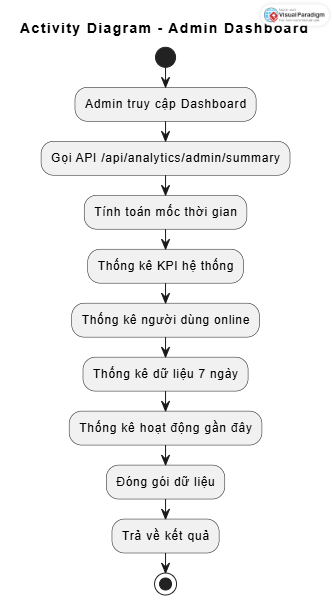 Visual Paradigm
Activity Diagram - Admin Dashboard
Admin truy cập Dashboard
Gọi API /api/analytics/admin/summary
Tính toán mốc thời gian
Thống kê KPI hệ thống
Thống kê người dùng online
Thống kê dữ liệu 7 ngày
Thống kê hoạt động gần đây
Đóng gói dữ liệu
Trả về kết quả